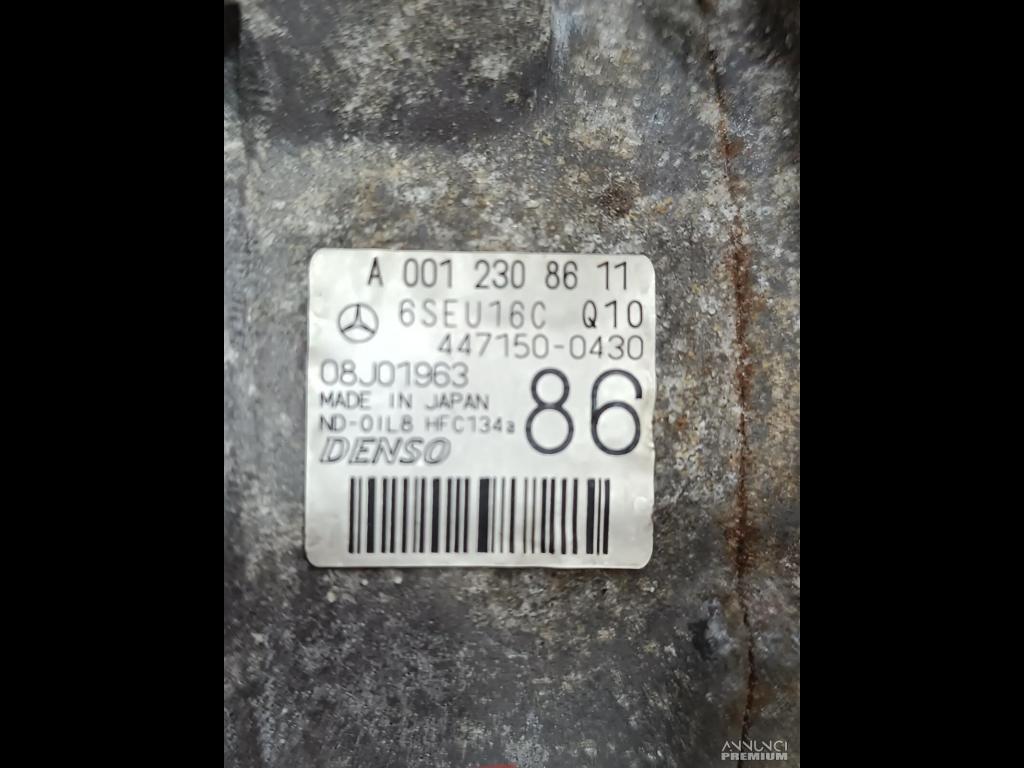 A 001 230 86 11
6SEU16C Q10
447150-0430
08J01963
MADE IN JAPAN
ND-OIL8 HFC134a
86
DENSO
ANNUNCI
PREMIUM